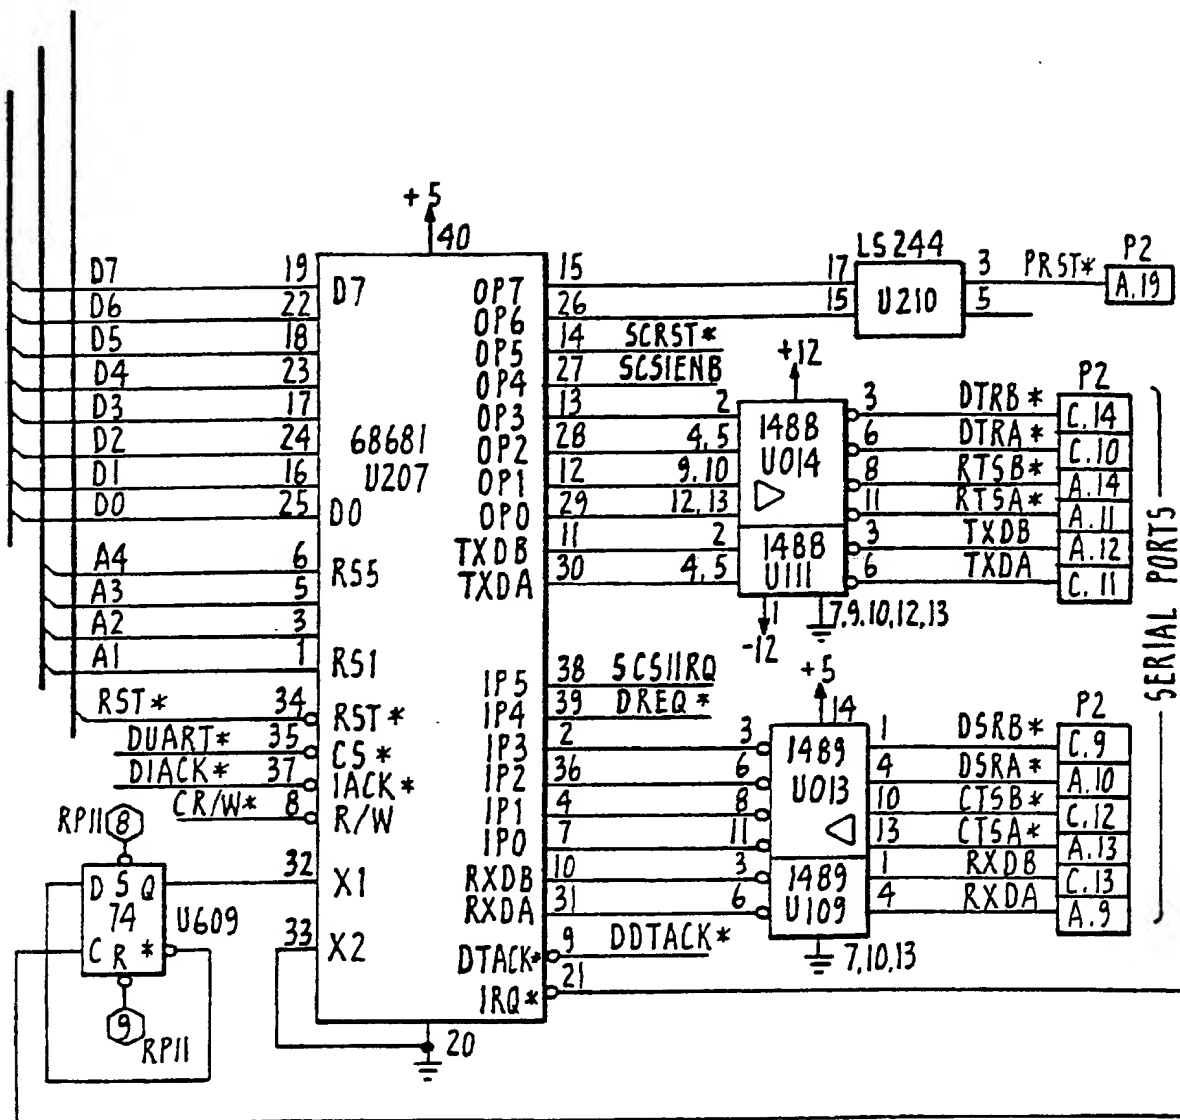 +5
40
LS244
P2
D7 19 D7 OP7 15 17 U210 3 PRST* A.19
D6 22 OP6 26 15 5
D5 18 OP5 14 SCRST*
D4 23 OP4 27 SCSIENB
+12
P2
D3 17 OP3 13 2 1488 3 DTRB* C.14
D2 24 68681 OP2 28 4,5 U014 6 DTRA* C.10
D1 16 U207 OP1 12 9,10 8 RTSB* A.14
D0 25 D0 OP0 29 12,13 11 RTSA* A.11
TXDB 11 2 1488 3 TXDB A.12
A4 6 RS5 TXDA 30 4,5 U111 6 TXDA C.11
A3 5
A2 3
1 7,9,10,12,13
-12
A1 1 RS1
IP5 38 SCSIIRQ
+5
14
RST* 34 RST* IP4 39 DREQ*
P2
DUART* 35 CS* IP3 2 3 1489 1 DSRB* C.9
DIACK* 37 IACK* IP2 36 6 U013 4 DSRA* A.10
CR/W* 8 R/W IP1 4 8 10 CTSB* C.12
IP0 7 11 13 CTSA* A.13
RXDB 10 3 1489 1 RXDB C.13
RXDA 31 6 U109 4 RXDA A.9
SERIAL PORTS
RP11 8
D S Q 32 X1
74 U609
C R * 33 X2
DTACK* 9 DDTACK*
7,10,13
IRQ* 21
9
RP11
20